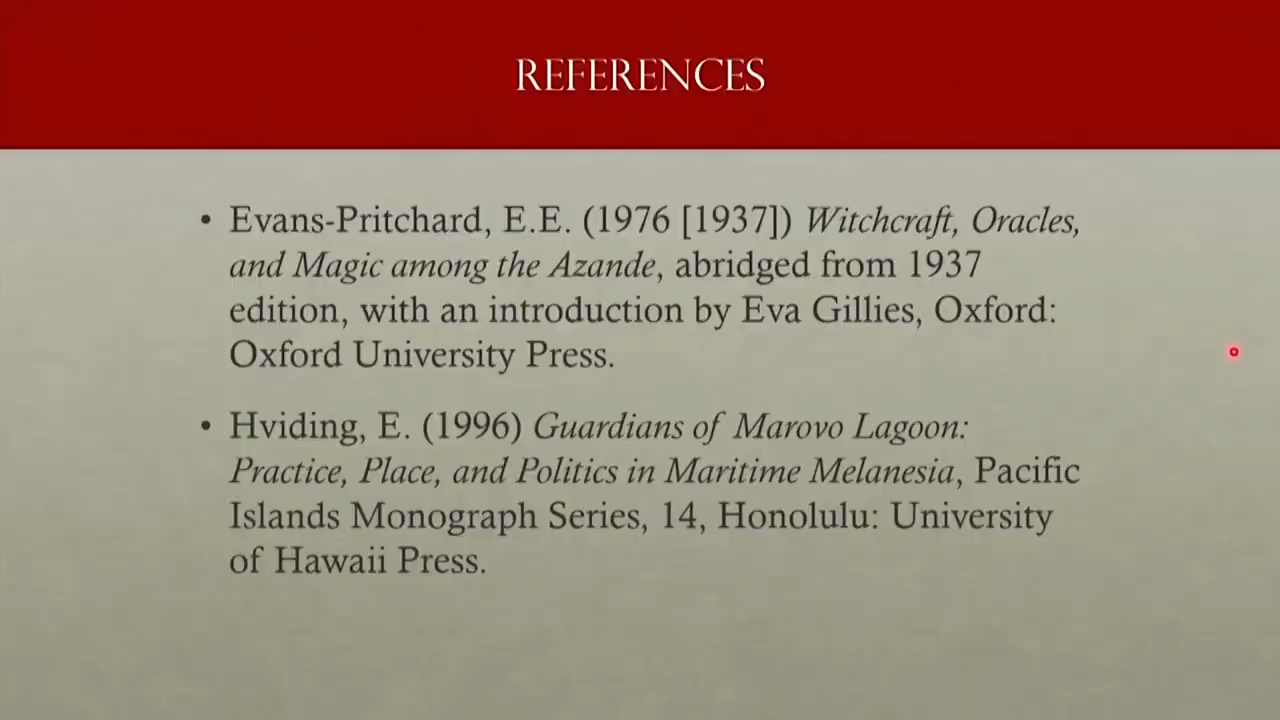 REFERENCES
• Evans-Pritchard, E.E. (1976 [1937]) Witchcraft, Oracles,
and Magic among the Azande, abridged from 1937
edition, with an introduction by Eva Gillies, Oxford:
Oxford University Press.
• Hviding, E. (1996) Guardians of Marovo Lagoon:
Practice, Place, and Politics in Maritime Melanesia, Pacific
Islands Monograph Series, 14, Honolulu: University
of Hawaii Press.